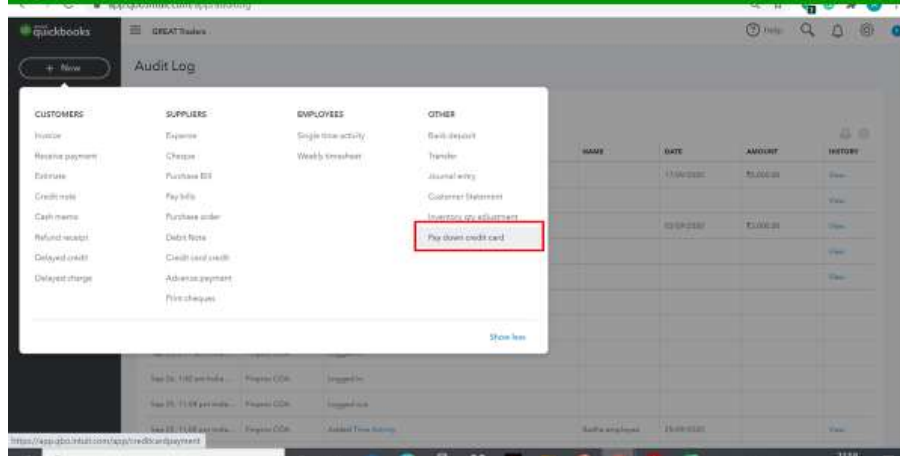 quickbooks
GREAT Traders
Help
+ New
Audit Log
CUSTOMERS
SUPPLIERS
EMPLOYEES
OTHER
Invoice
Expense
Single time activity
Bank deposit
Receive payment
Cheque
Weekly timesheet
Transfer
NAME
DATE
AMOUNT
HISTORY
Estimate
Purchase Bill
Journal entry
View
Credit note
Pay bills
Customer Statement
View
Cash memo
Purchase order
Inventory qty adjustment
View
Refund receipt
Debit Note
Pay down credit card
View
Delayed credit
Credit card credit
Delayed charge
Advance payment
View
Print cheques
Show less
Logged in
Logged out
Added Time Activity
View
https://app.qbo.intuit.com/app/creditcardpayment